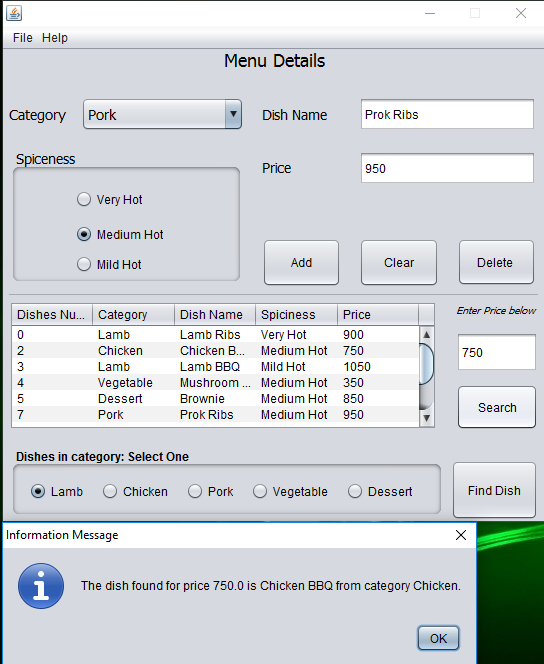 File Help
Menu Details
Category Pork Dish Name Prok Ribs
Spiceness
Price 950
Very Hot
Medium Hot
Mild Hot
Add Clear Delete
Dishes Nu... Category Dish Name Spiciness Price
0 Lamb Lamb Ribs Very Hot 900
2 Chicken Chicken B... Medium Hot 750
3 Lamb Lamb BBQ Mild Hot 1050
4 Vegetable Mushroom ... Medium Hot 350
5 Dessert Brownie Medium Hot 850
7 Pork Prok Ribs Medium Hot 950
Enter Price below
750
Search
Dishes in category: Select One
Lamb Chicken Pork Vegetable Dessert
Find Dish
Information Message
The dish found for price 750.0 is Chicken BBQ from category Chicken.
OK